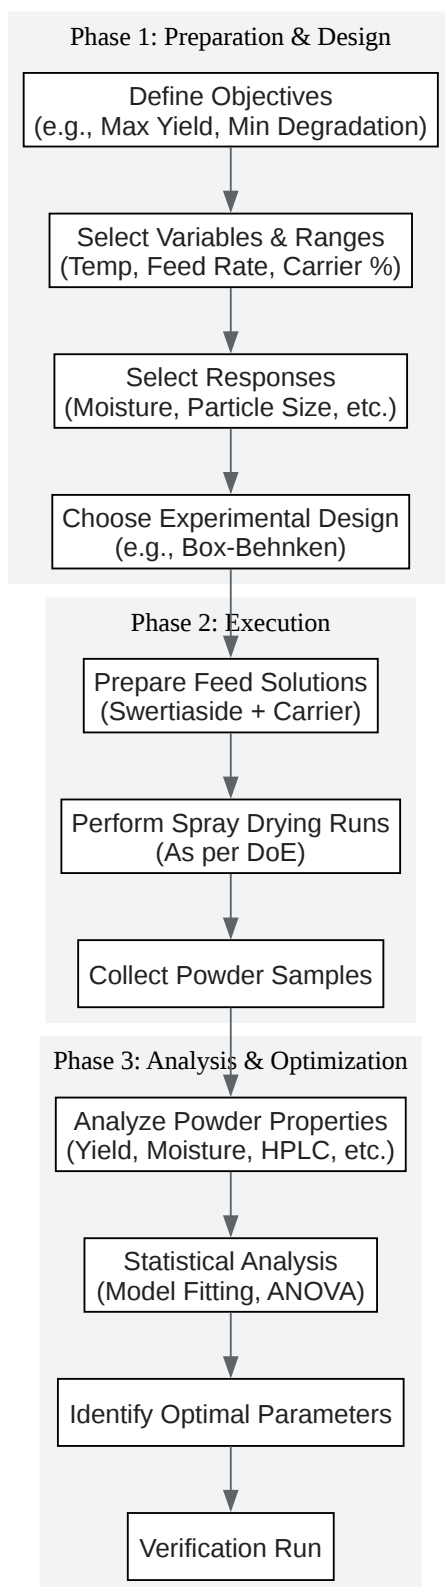 Phase 1: Preparation & Design
Define Objectives
(e.g., Max Yield, Min Degradation)
Select Variables & Ranges
(Temp, Feed Rate, Carrier %)
Select Responses
(Moisture, Particle Size, etc.)
Choose Experimental Design
(e.g., Box-Behnken)
Phase 2: Execution
Prepare Feed Solutions
(Swertiaside + Carrier)
Perform Spray Drying Runs
(As per DoE)
Collect Powder Samples
Phase 3: Analysis & Optimization
Analyze Powder Properties
(Yield, Moisture, HPLC, etc.)
Statistical Analysis
(Model Fitting, ANOVA)
Identify Optimal Parameters
Verification Run